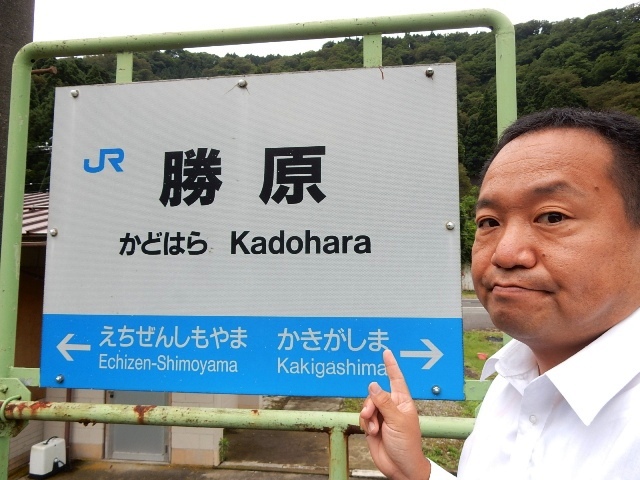 JR 勝原
かどはら Kadohara
← えちぜんしもやま かきがしま →
Echizen-Shimoyama Kakigashima